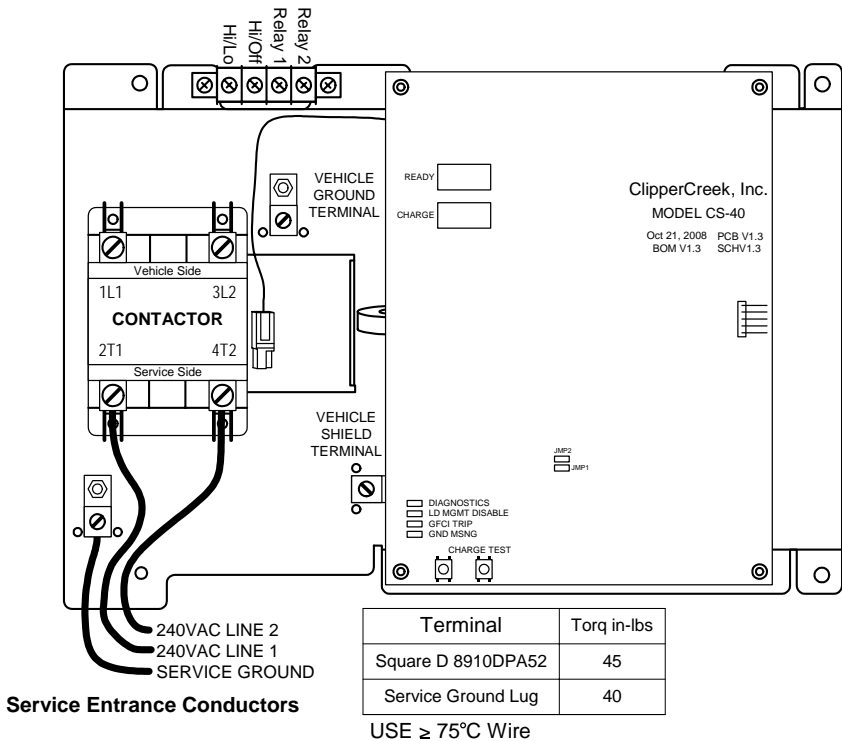 Hi/Lo
Hi/Off
Relay 1
Relay 2
VEHICLE
GROUND
TERMINAL
READY
CHARGE
ClipperCreek, Inc.
MODEL CS-40
Oct 21, 2008 PCB V1.3
BOM V1.3 SCHV1.3
Vehicle Side
1L1 3L2
CONTACTOR
2T1 4T2
Service Side
VEHICLE
SHIELD
TERMINAL
JMP2
JMP1
DIAGNOSTICS
LD MGMT DISABLE
GFCI TRIP
GND MSNG
CHARGE TEST
240VAC LINE 2
240VAC LINE 1
SERVICE GROUND
Service Entrance Conductors
Terminal Torq in-lbs
Square D 8910DPA52 45
Service Ground Lug 40
USE ≥ 75°C Wire